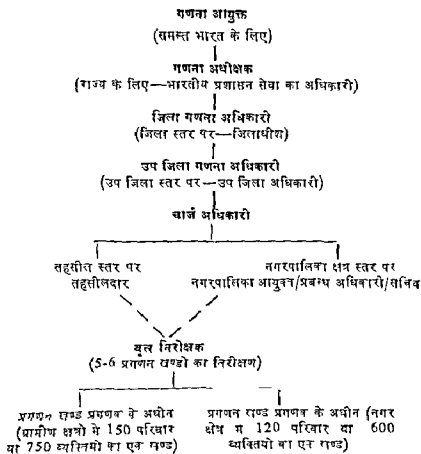 गणना आयुक्त
(समस्त भारत के लिए)
गणना अधीक्षक
(राज्य के लिए—भारतीय प्रशासन सेवा का अधिकारी)
जिला गणना अधिकारी
(जिला स्तर पर—जिलाधीश)
उप जिला गणना अधिकारी
(उप जिला स्तर पर—उप जिला अधिकारी)
चार्ज अधिकारी
तहसील स्तर पर
तहसीलदार
नगरपालिका क्षेत्र स्तर पर
नगरपालिका आयुक्त/प्रबन्ध अधिकारी/सचिव
वृत्त निरीक्षक
(5-6 प्रगणन खण्डों का निरीक्षण)
प्रगणन खण्ड प्रगणक के अधीन
(ग्रामीण क्षेत्रों में 150 परिवार
या 750 व्यक्तियों का एक खण्ड)
प्रगणन खण्ड प्रगणक के अधीन (नगर
क्षेत्र में 120 परिवार या 600
व्यक्तियों का एक खण्ड)